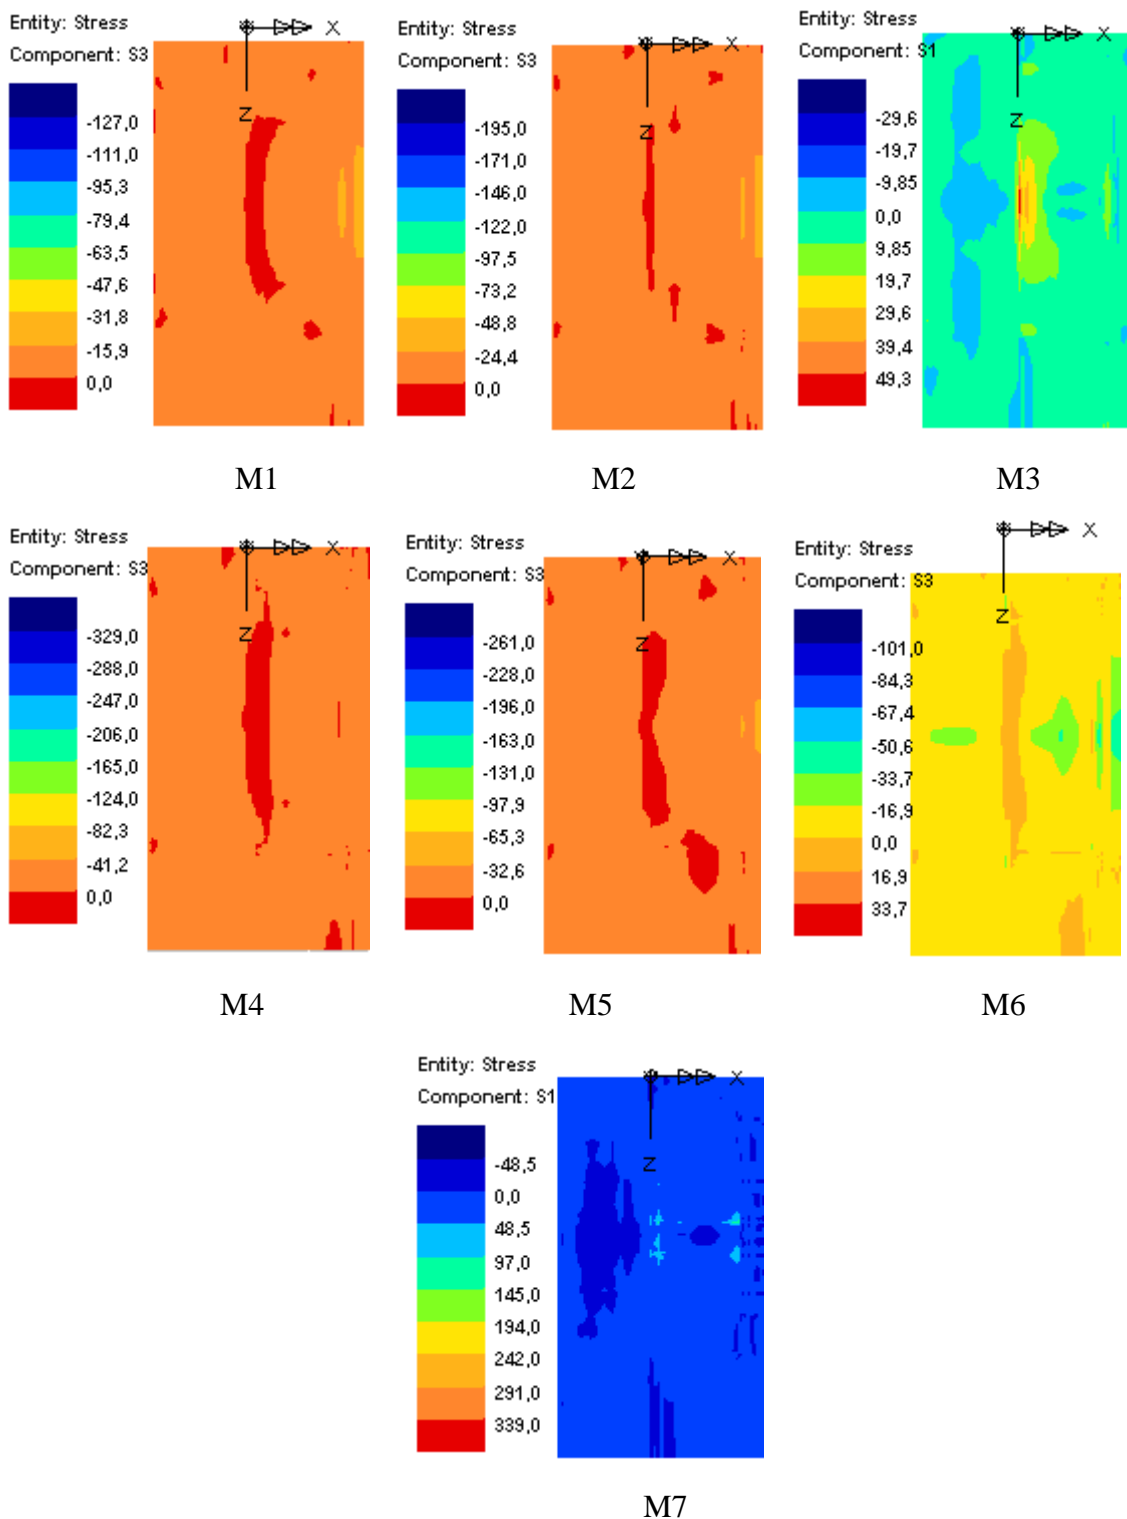 Entity: Stress
Component: S3
-127,0
-111,0
-95,3
-79,4
-63,5
-47,6
-31,8
-15,9
0,0
X
Z
M1
Entity: Stress
Component: S3
-195,0
-171,0
-146,0
-122,0
-97,5
-73,2
-48,8
-24,4
0,0
X
Z
M2
Entity: Stress
Component: S1
-29,6
-19,7
-9,85
0,0
9,85
19,7
29,6
39,4
49,3
X
Z
M3
Entity: Stress
Component: S3
-329,0
-288,0
-247,0
-206,0
-165,0
-124,0
-82,3
-41,2
0,0
X
Z
M4
Entity: Stress
Component: S3
-261,0
-228,0
-196,0
-163,0
-131,0
-97,9
-65,3
-32,6
0,0
X
Z
M5
Entity: Stress
Component: S3
-101,0
-84,3
-67,4
-50,6
-33,7
-16,9
0,0
16,9
33,7
X
Z
M6
Entity: Stress
Component: S1
-48,5
0,0
48,5
97,0
145,0
194,0
242,0
291,0
339,0
X
Z
M7